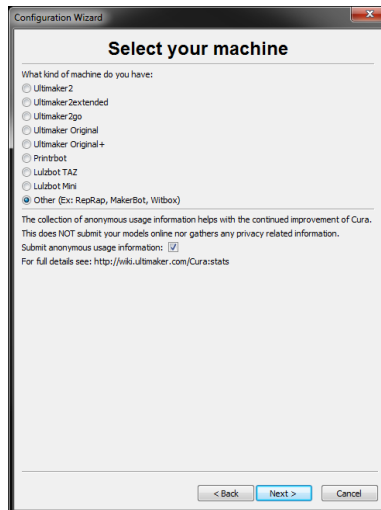 Configuration Wizard
Select your machine
What kind of machine do you have:
Ultimaker2
Ultimaker2extended
Ultimaker2go
Ultimaker Original
Ultimaker Original+
Printrbot
Lulzbot TAZ
Lulzbot Mini
Other (Ex: RepRap, MakerBot, Witbox)
The collection of anonymous usage information helps with the continued improvement of Cura.
This does NOT submit your models online nor gathers any privacy related information.
Submit anonymous usage information:
For full details see: http://wiki.ultimaker.com/Cura:stats
< Back Next > Cancel